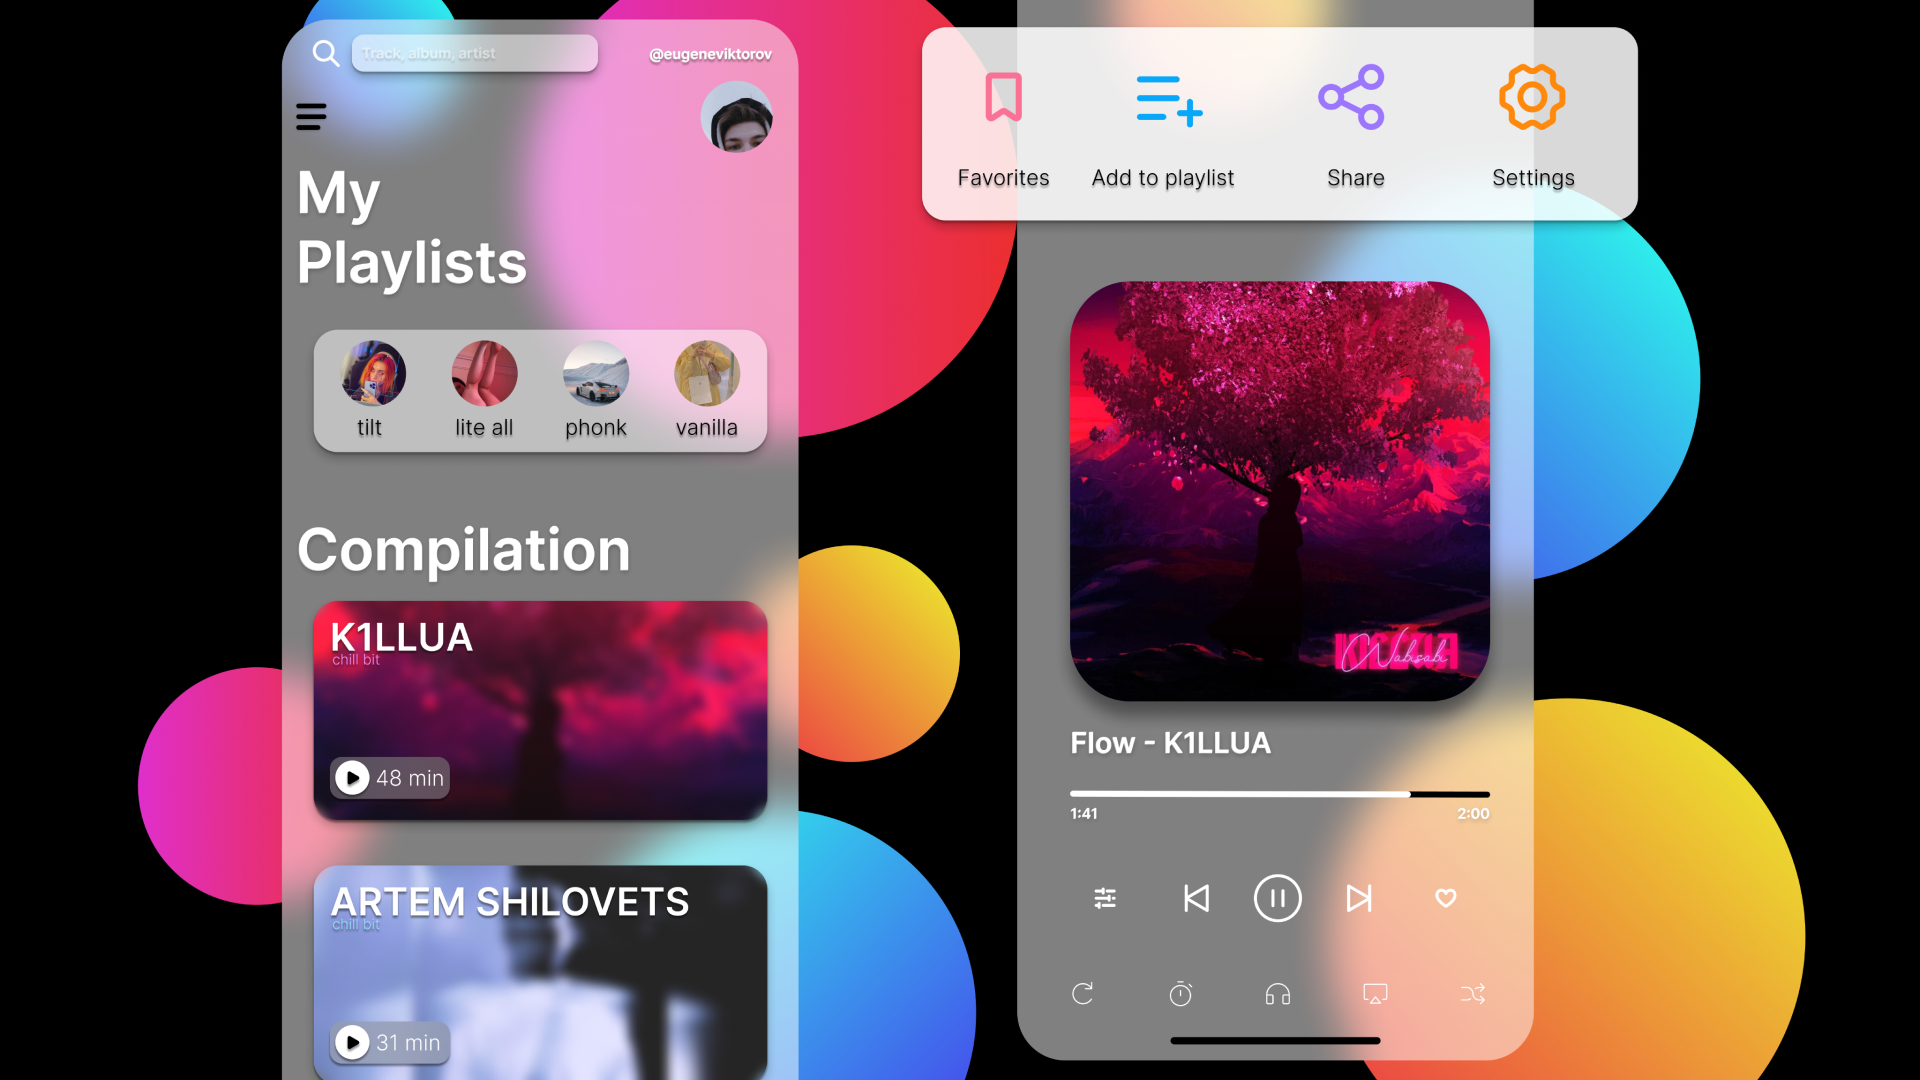 Track, album, artist
@eugeneviktorov
My
Playlists
tilt
lite all
phonk
vanilla
Compilation
K1LLUA
chill bit
48 min
ARTEM SHILOVETS
chill bit
31 min
Favorites
Add to playlist
Share
Settings
Wabisabi
Flow - K1LLUA
1:41
2:00